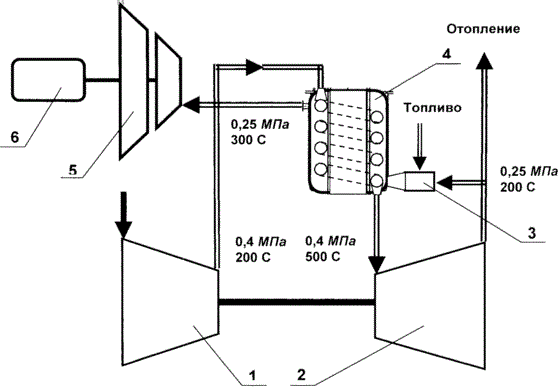 Отопление
4
Топливо
6
5
0,25 МПа
300 С
0,25 МПа
200 С
3
0,4 МПа
200 С
0,4 МПа
500 С
1
2